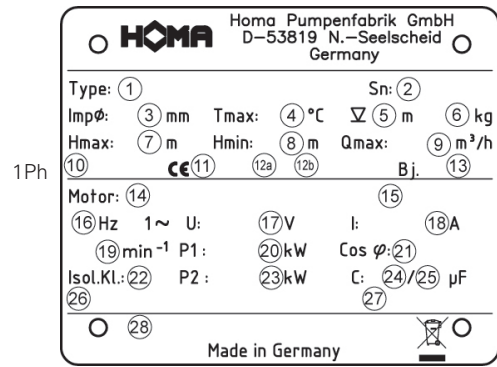 HOMA Homa Pumpenfabrik GmbH
D-53819 N.-Seelscheid
Germany
Type: 1 Sn: 2
Impø: 3 mm Tmax: 4 °C 5 m 6 kg
Hmax: 7 m Hmin: 8 m Qmax: 9 m³/h
1Ph
10 CE 11 12a 12b Bj. 13
Motor: 14 15
16 Hz 1~ U: 17 V I: 18 A
19 min⁻¹ P1: 20 kW Cos φ: 21
Isol.Kl.: 22 P2: 23 kW C: 24/25 µF
26 27
28
Made in Germany